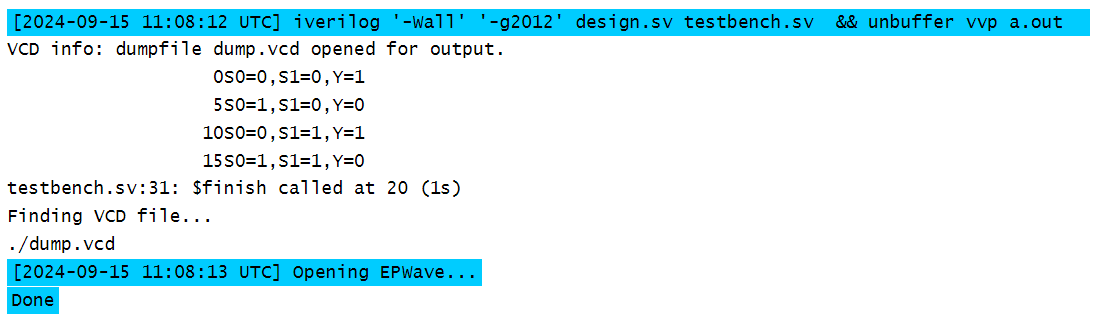 [2024-09-15 11:08:12 UTC] iverilog '-Wall' '-g2012' design.sv testbench.sv  && unbuffer vvp a.out
VCD info: dumpfile dump.vcd opened for output.
                   0S0=0,S1=0,Y=1
                   5S0=1,S1=0,Y=0
                  10S0=0,S1=1,Y=1
                  15S0=1,S1=1,Y=0
testbench.sv:31: $finish called at 20 (1s)
Finding VCD file...
./dump.vcd
[2024-09-15 11:08:13 UTC] Opening EPWave...
Done